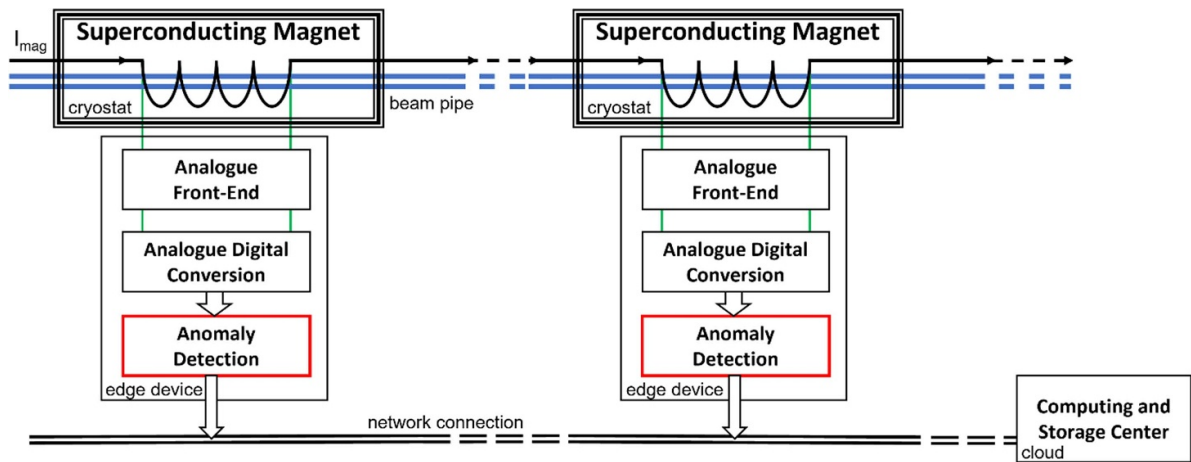 Superconducting Magnet
I_mag
cryostat
beam pipe
Analogue
Front-End
Analogue Digital
Conversion
Anomaly
Detection
edge device
Superconducting Magnet
cryostat
Analogue
Front-End
Analogue Digital
Conversion
Anomaly
Detection
edge device
network connection
Computing and
Storage Center
cloud